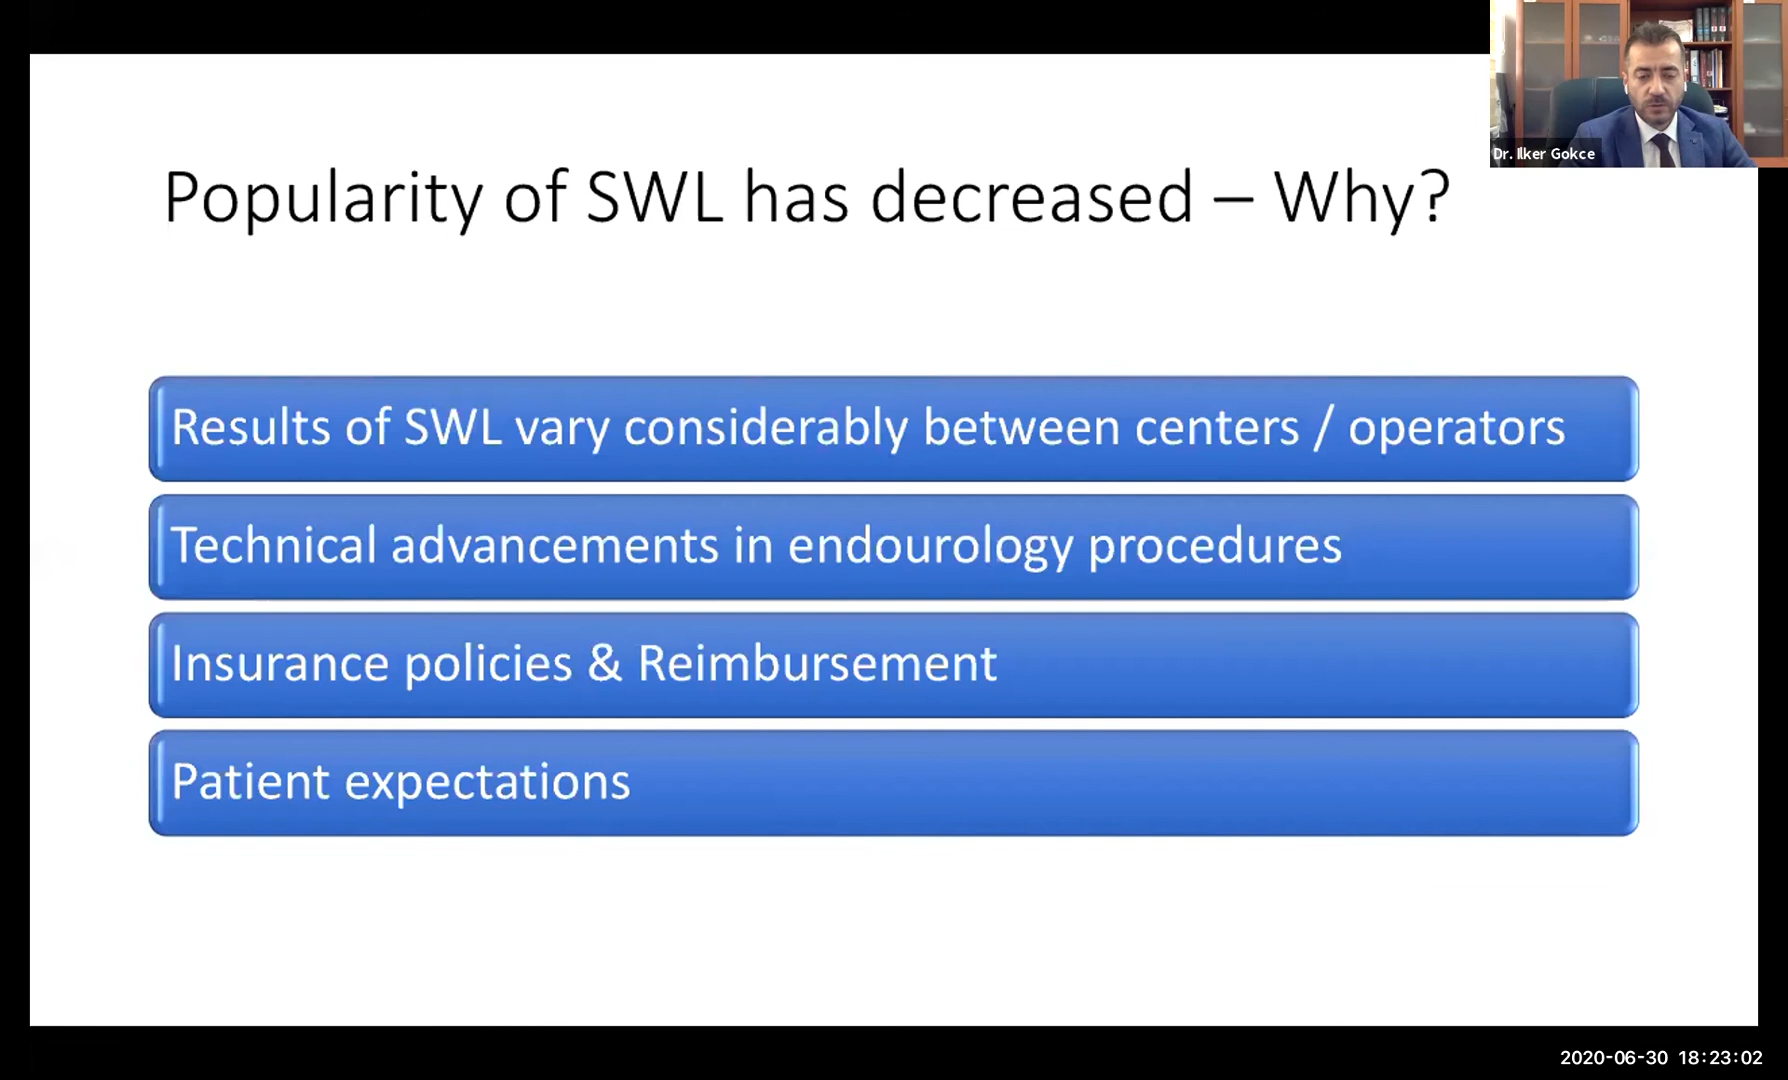 Dr. Ilker Gokce
Popularity of SWL has decreased – Why?
Results of SWL vary considerably between centers / operators
Technical advancements in endourology procedures
Insurance policies & Reimbursement
Patient expectations
2020-06-30 18:23:02